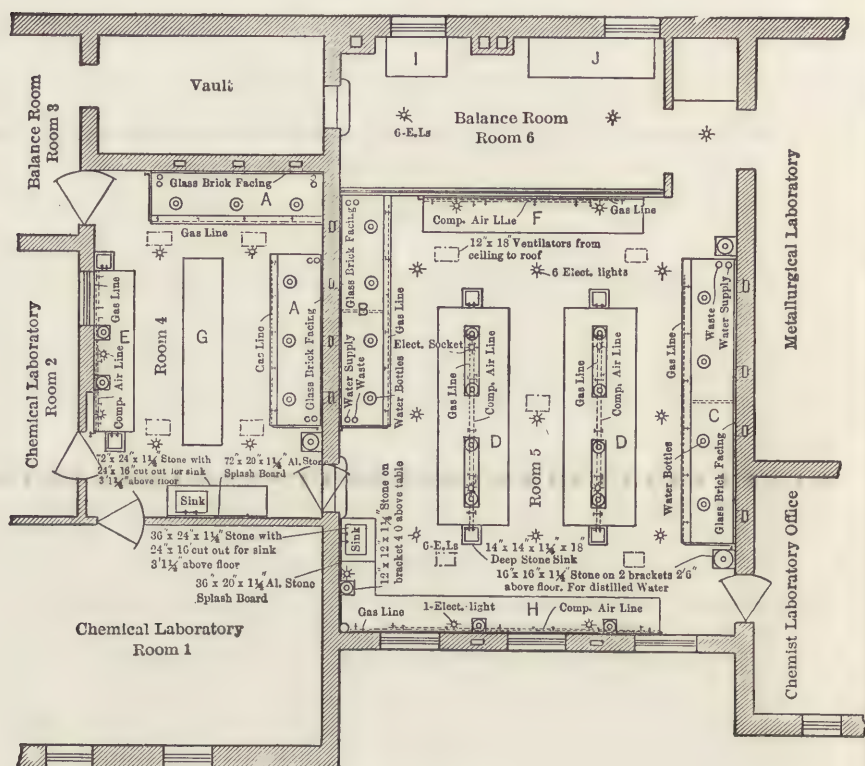 Vault
Balance Room
Room 3
I
J
6-E.Ls
Balance Room
Room 6
Glass Brick Facing
A
Gas Line
Comp. Air Line
F
Gas Line
12"x 18" Ventilators from
ceiling to roof
6 Elect. lights
Metallurgical Laboratory
Chemical Laboratory
Room 2
Gas Line
E
Comp. Air Line
Room 4
G
Gas Line
A
Glass Brick Facing
Glass Brick Facing
Gas Line
Water Supply
Waste
Water Bottles
Elect. Socket
Gas Line
Comp. Air Line
D
Room 5
Gas Line
Comp. Air Line
D
Gas Line
Waste
Water Supply
C
Water Bottles
Glass Brick Facing
72"x 24"x 1¼" Stone with
24"x 16" cut out for sink
3'1½" above floor
72"x 20"x 1¼" Al. Stone
Splash Board
Sink
36"x 24"x 1¼" Stone with
24"x 16" cut out for sink
3'1½" above floor
36"x 20"x 1¼" Al. Stone
Splash Board
Sink
12"x 12"x 1¼" Stone on
bracket 4'0 above table
6-E.Ls
14"x 14"x 1¼"x 18"
Deep Stone Sink
16"x 16"x 1½" Stone on 2 brackets 2'6"
above floor. For distilled Water
Gas Line
1-Elect. light
H
Comp. Air Line
Chemical Laboratory
Room 1
Chemist Laboratory Office